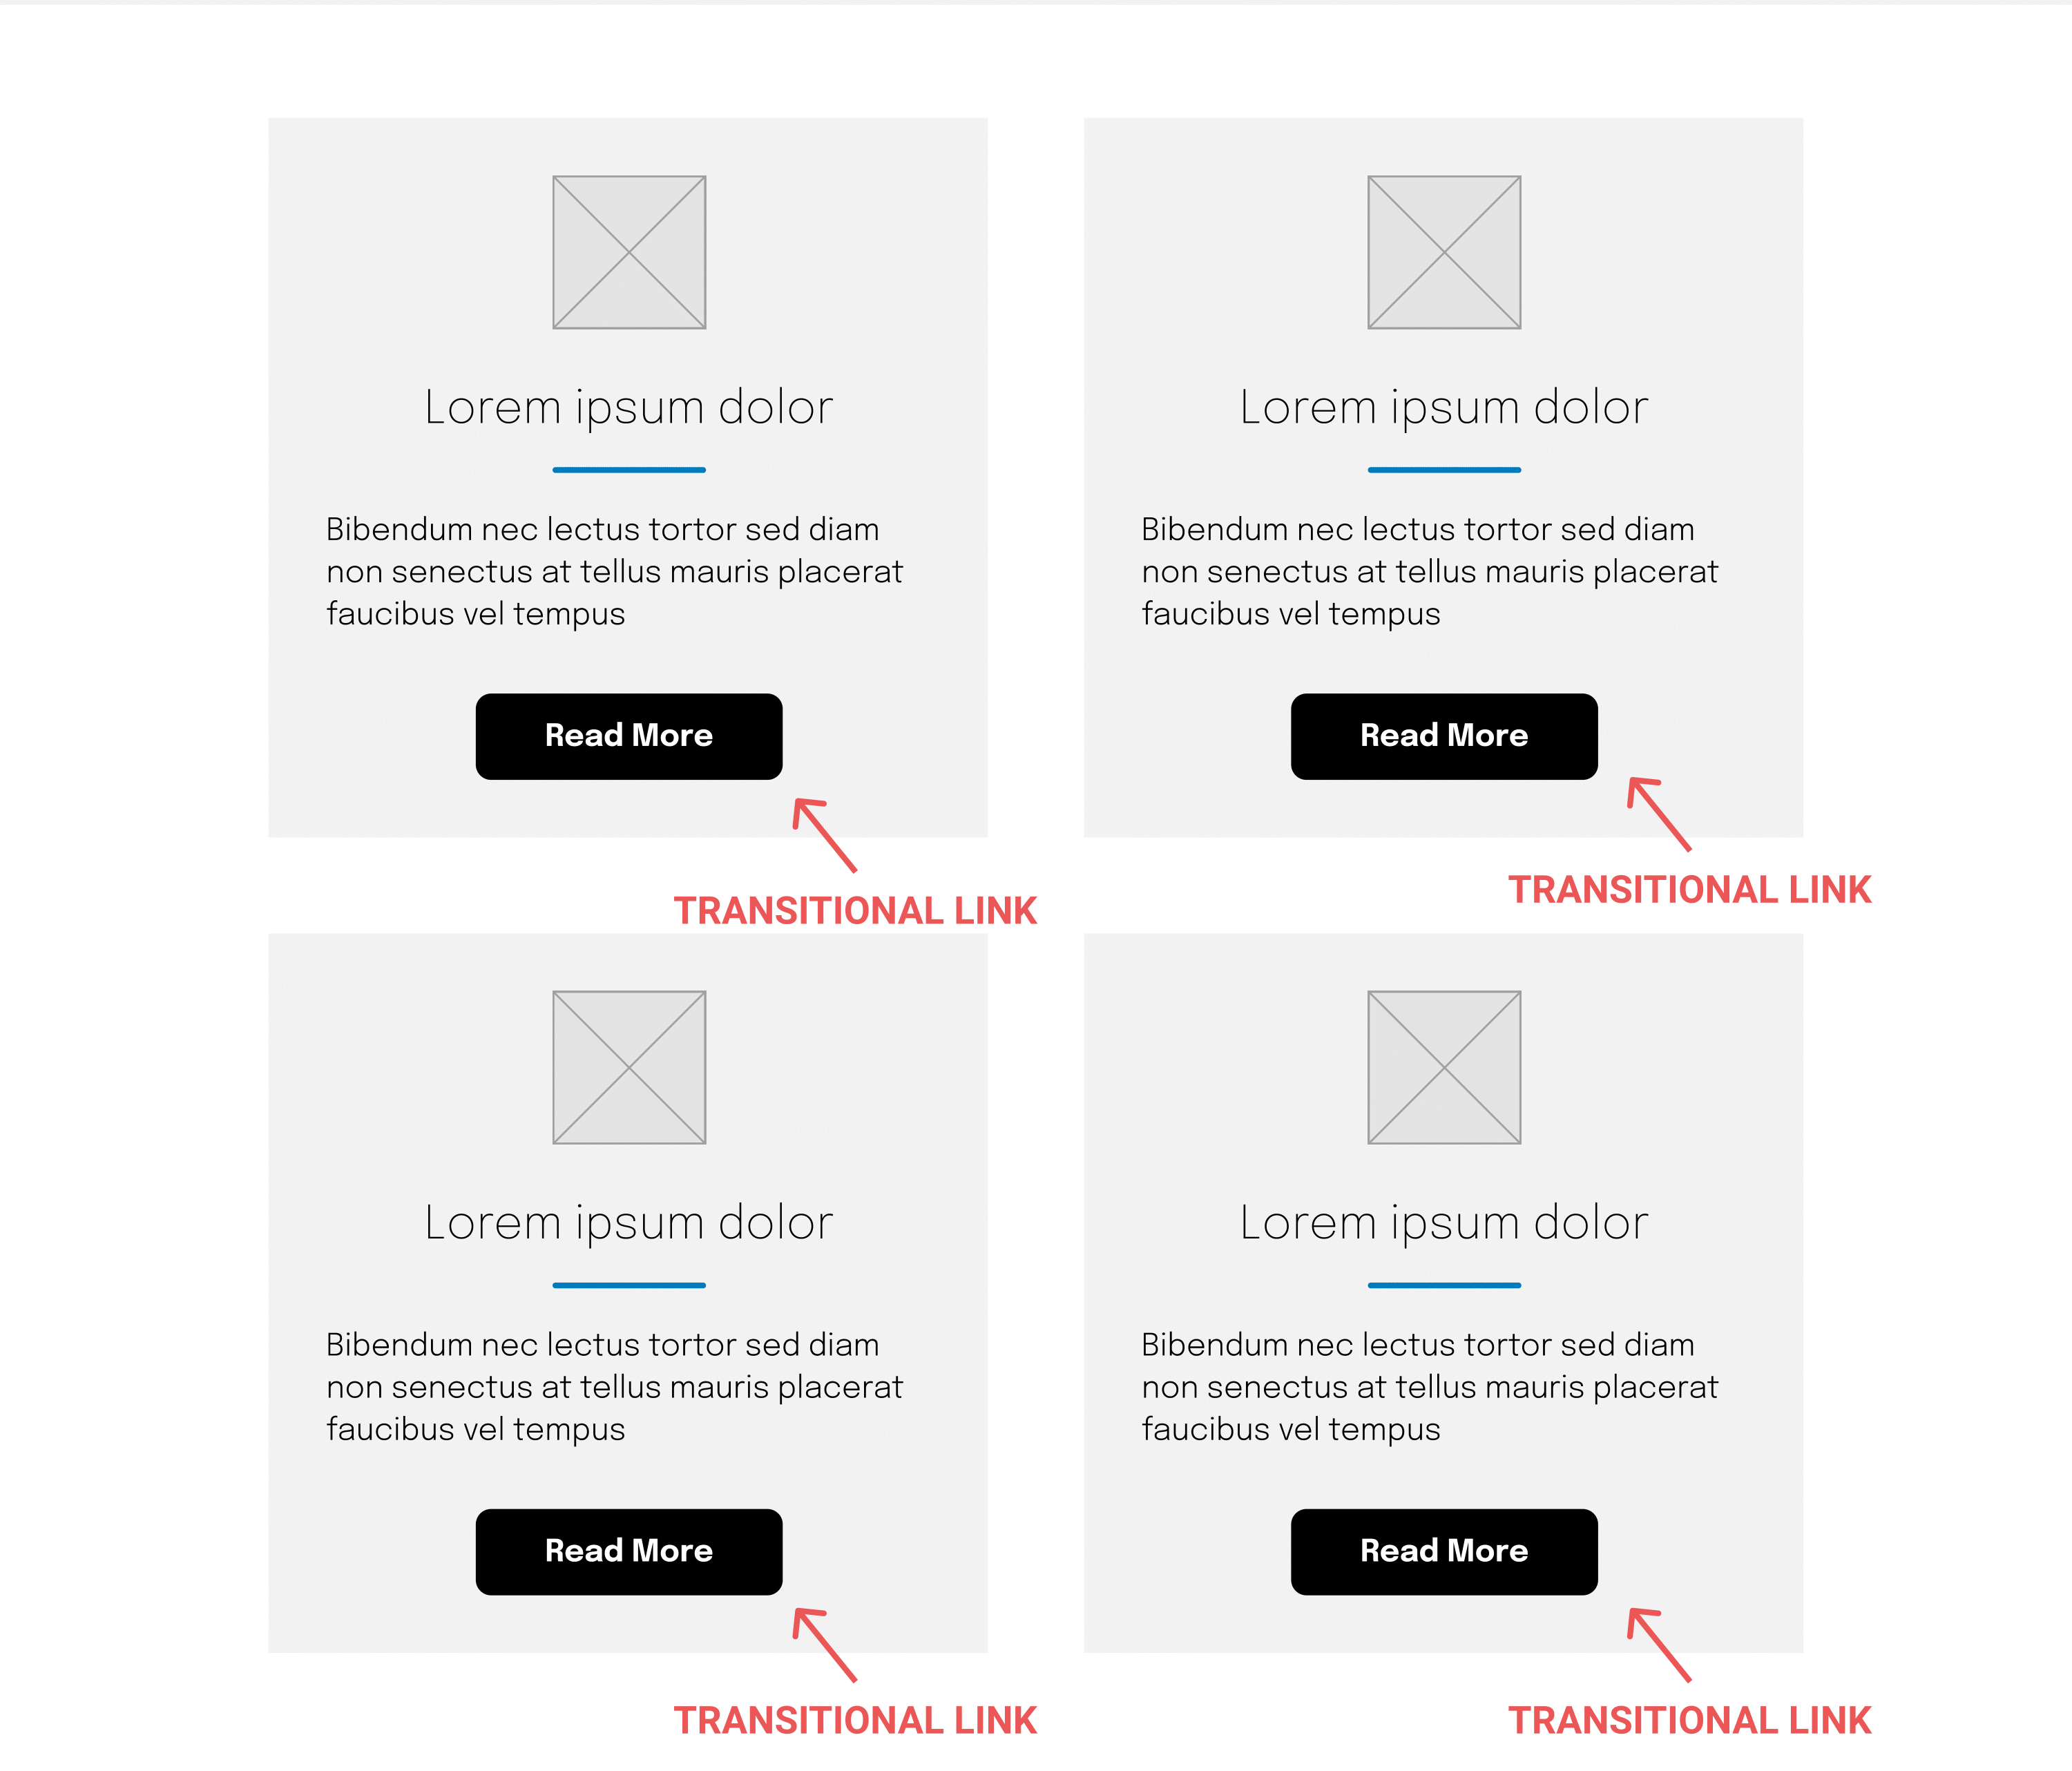 Lorem ipsum dolor
Bibendum nec lectus tortor sed diam
non senectus at tellus mauris placerat
faucibus vel tempus
Read More
TRANSITIONAL LINK
Lorem ipsum dolor
Bibendum nec lectus tortor sed diam
non senectus at tellus mauris placerat
faucibus vel tempus
Read More
TRANSITIONAL LINK
Lorem ipsum dolor
Bibendum nec lectus tortor sed diam
non senectus at tellus mauris placerat
faucibus vel tempus
Read More
TRANSITIONAL LINK
Lorem ipsum dolor
Bibendum nec lectus tortor sed diam
non senectus at tellus mauris placerat
faucibus vel tempus
Read More
TRANSITIONAL LINK